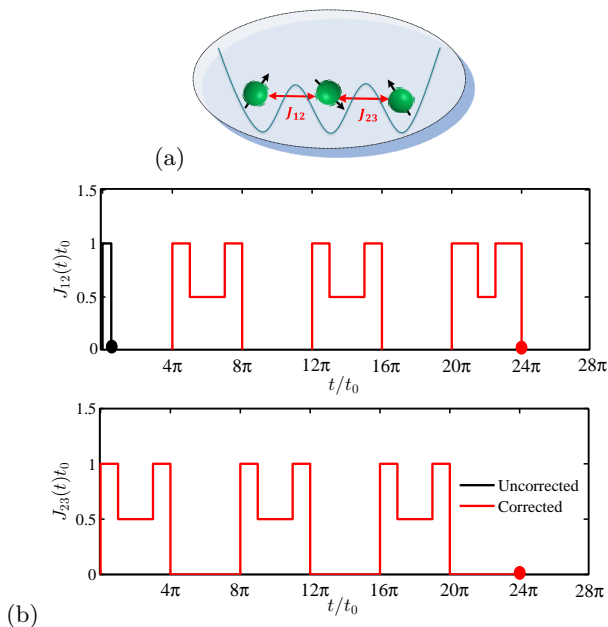 J₁₂ J₂₃
(a)
1.5
1
0.5
0
J₁₂(t)t₀
4π 8π 12π 16π 20π 24π 28π
t/t₀
1.5
1
0.5
0
J₂₃(t)t₀
Uncorrected
Corrected
4π 8π 12π 16π 20π 24π 28π
t/t₀
(b)